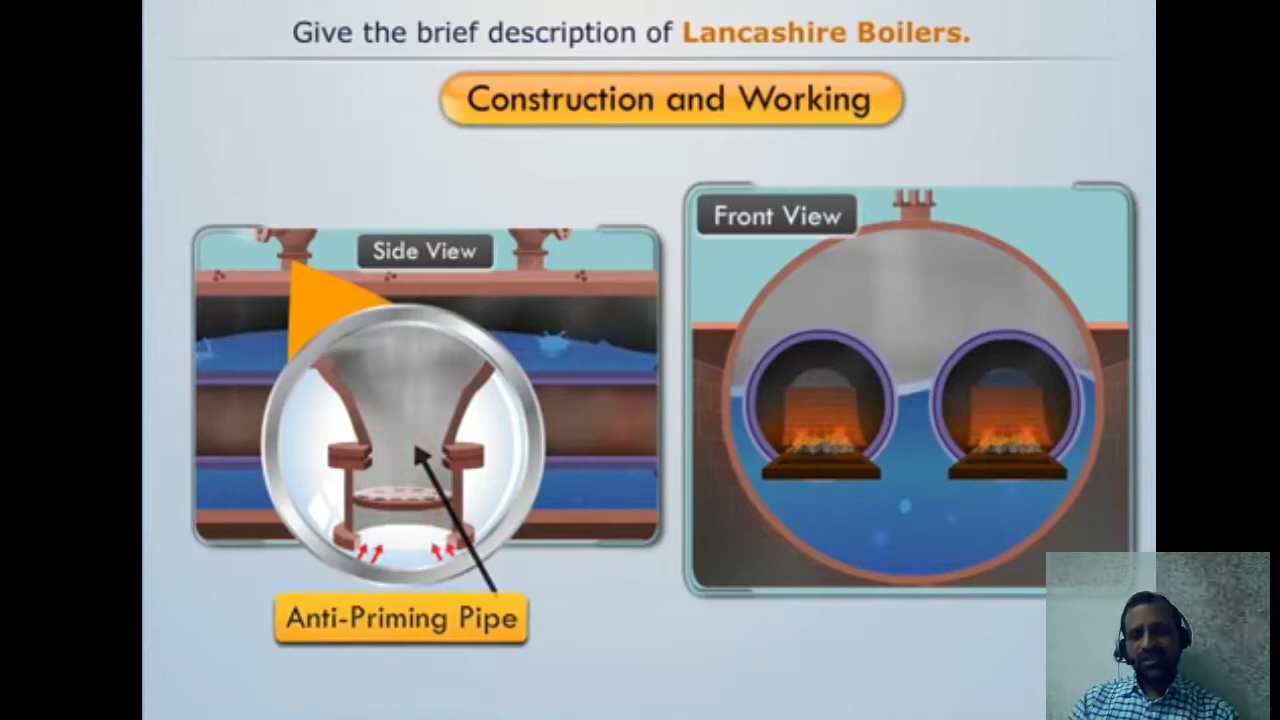 Give the brief description of Lancashire Boilers.
Construction and Working
Side View
Front View
Anti-Priming Pipe